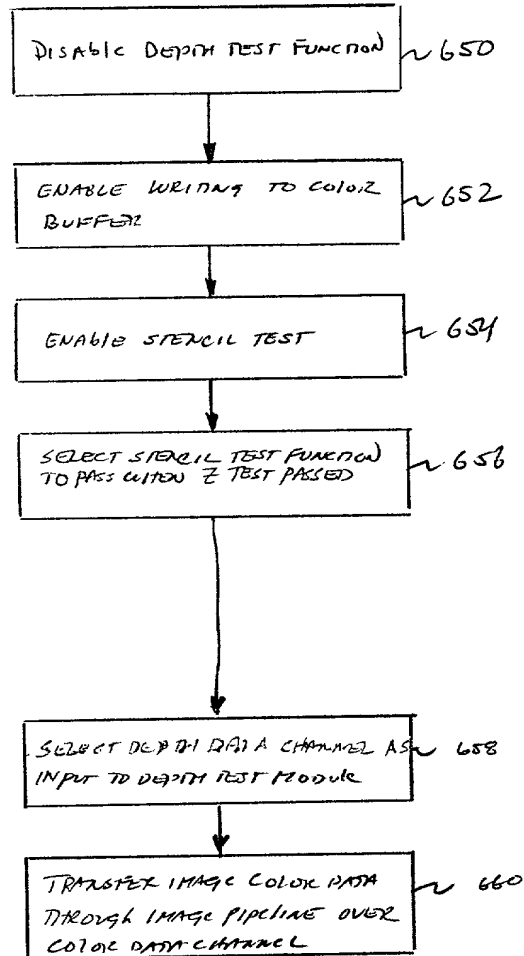 DISABLE DEPTH TEST FUNCTION 650
ENABLE WRITING TO COLOR 652
BUFFER
ENABLE STENCIL TEST 654
SELECT STENCIL TEST FUNCTION 656
TO PASS WHEN Z TEST PASSED
SELECT DEPTH DATA CHANNEL AS 658
INPUT TO DEPTH TEST MODULE
TRANSFER IMAGE COLOR DATA 660
THROUGH IMAGE PIPELINE OVER
COLOR DATA CHANNEL